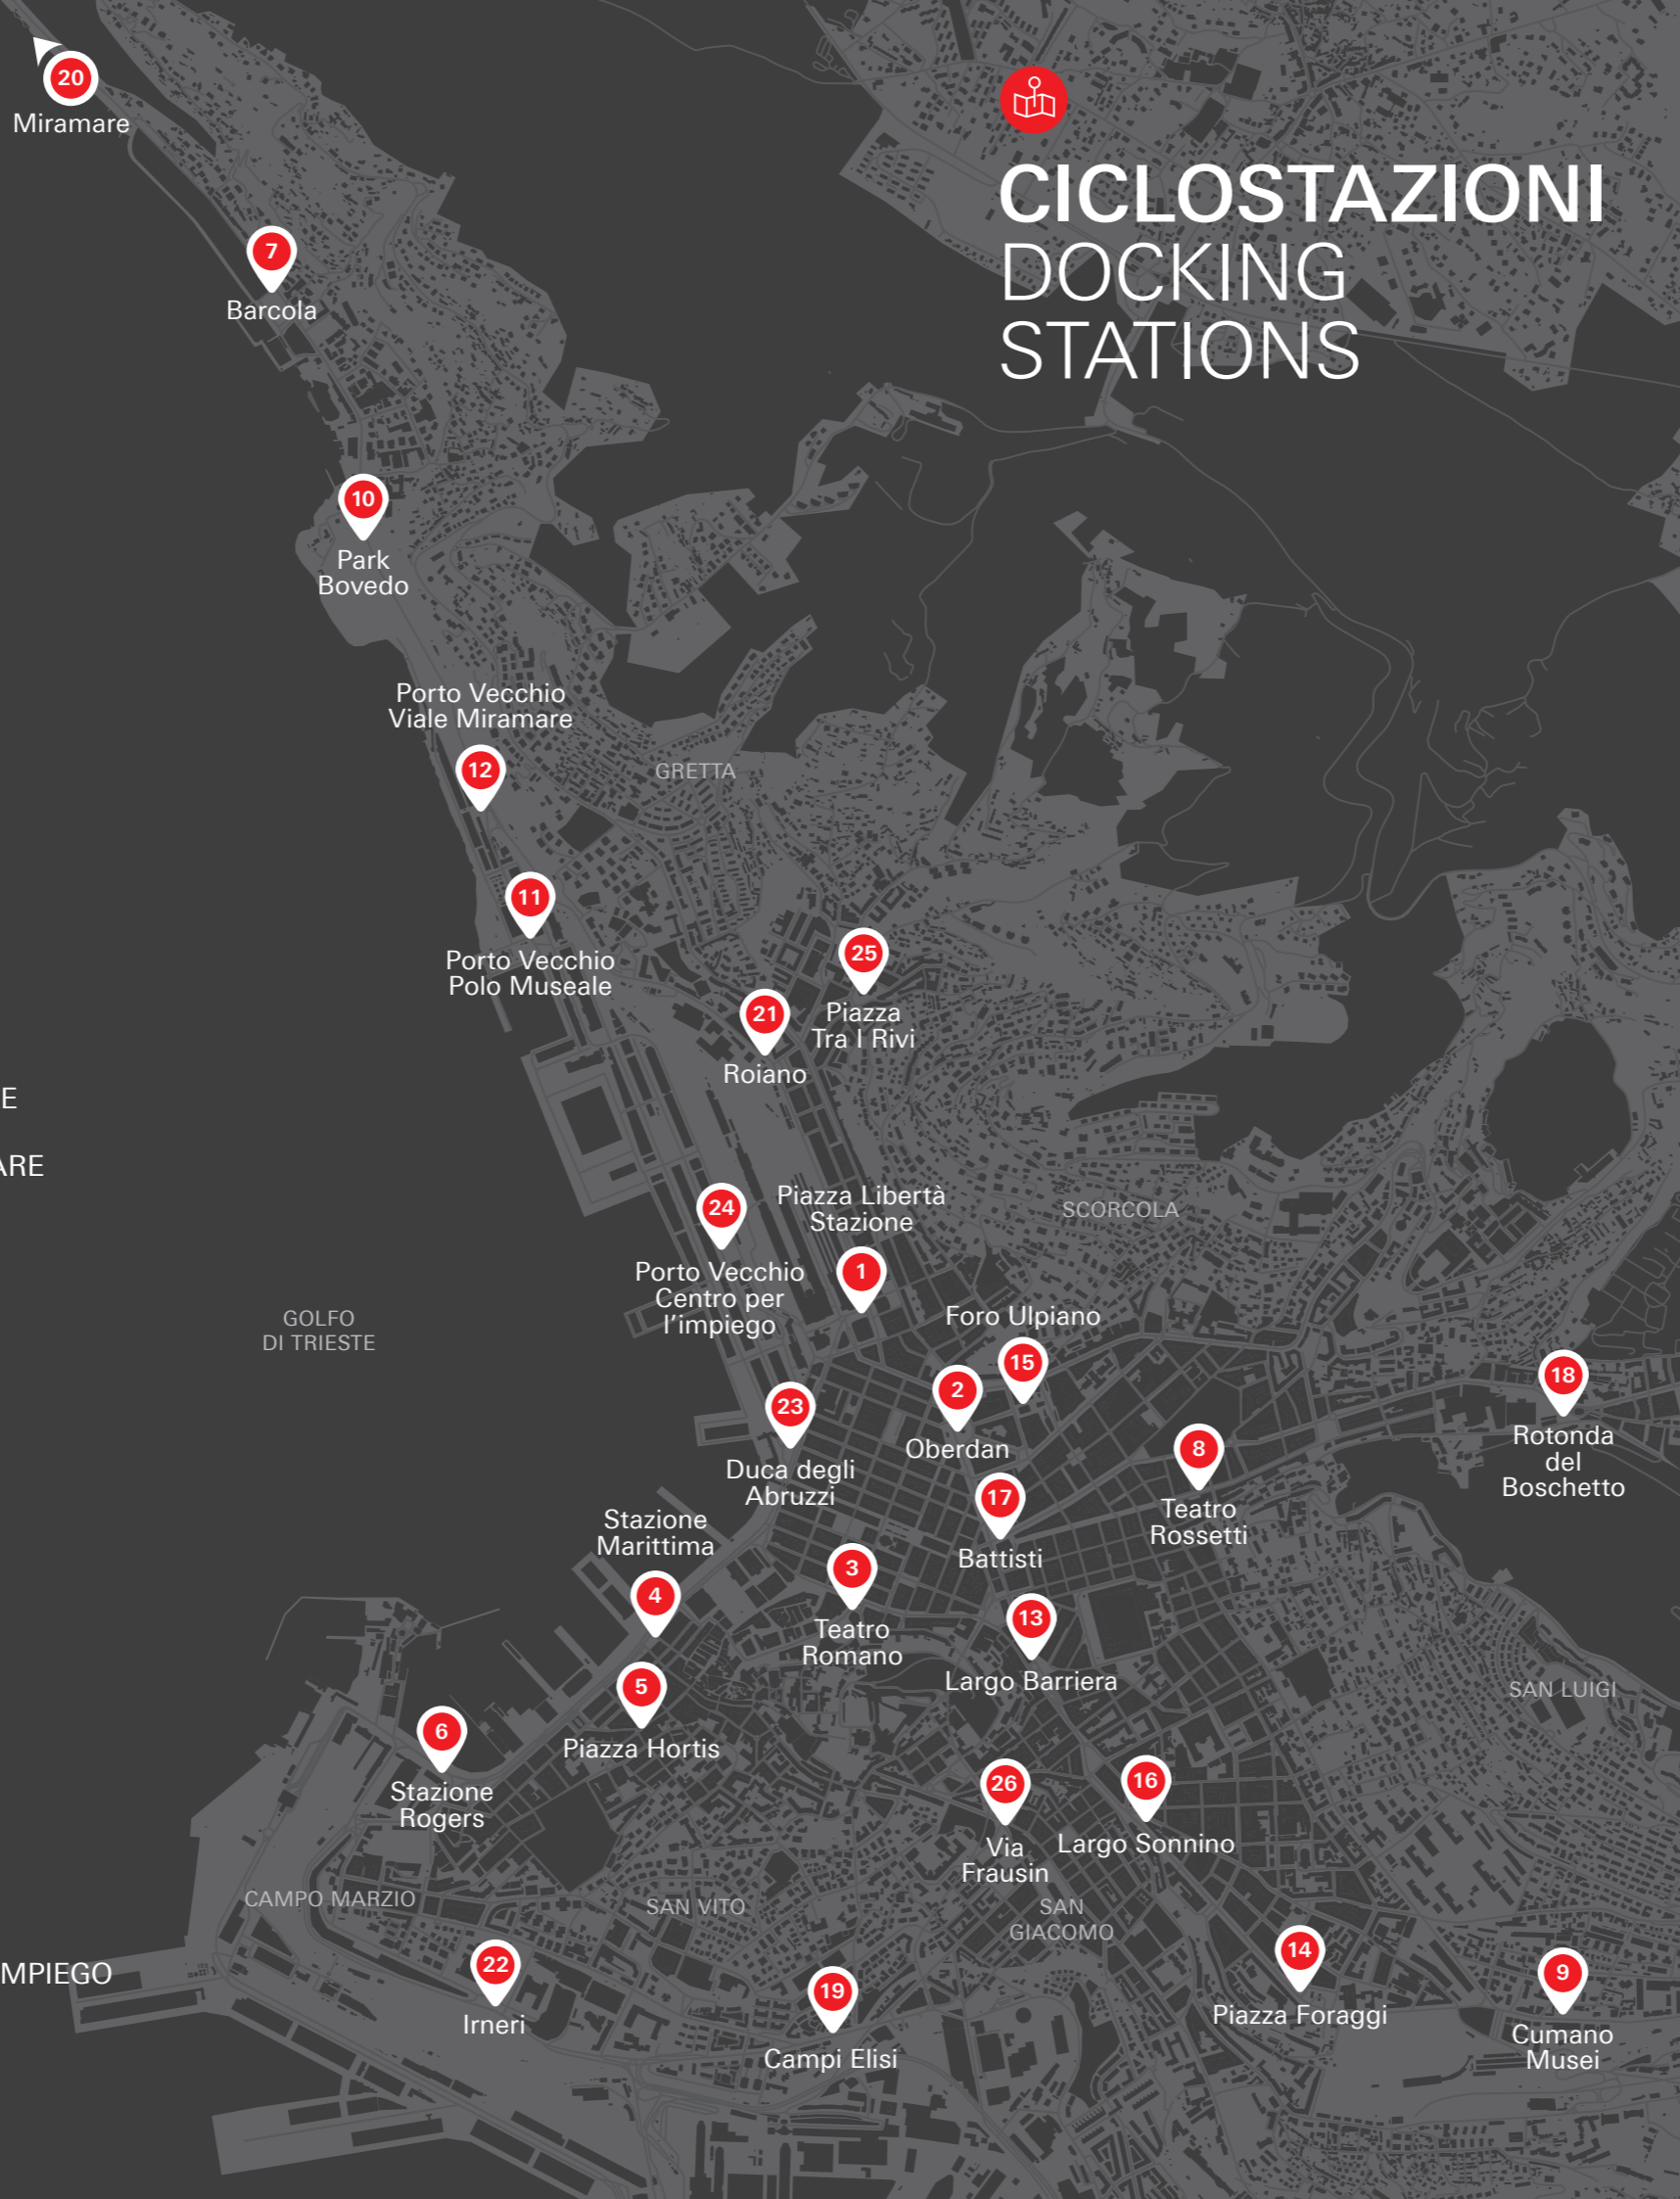 20
Miramare
CICLOSTAZIONI
DOCKING
STATIONS
7
Barcola
10
Park
Bovedo
Porto Vecchio
Viale Miramare
12
GRETTA
11
Porto Vecchio
Polo Museale
25
Piazza
Tra I Rivi
21
Roiano
E
ARE
24
Porto Vecchio
Centro per
l'impiego
Piazza Libertà
Stazione
1
SCORCOLA
GOLFO
DI TRIESTE
Foro Ulpiano
15
2
Oberdan
18
Rotonda
del
Boschetto
23
Duca degli
Abruzzi
8
Teatro
Rossetti
17
Battisti
Stazione
Marittima
4
3
Teatro
Romano
13
Largo Barriera
5
Piazza Hortis
SAN LUIGI
6
Stazione
Rogers
26
Via
Frausin
16
Largo Sonnino
CAMPO MARZIO
SAN VITO
SAN
GIACOMO
MPIEGO
22
Irneri
19
Campi Elisi
14
Piazza Foraggi
9
Cumano
Musei